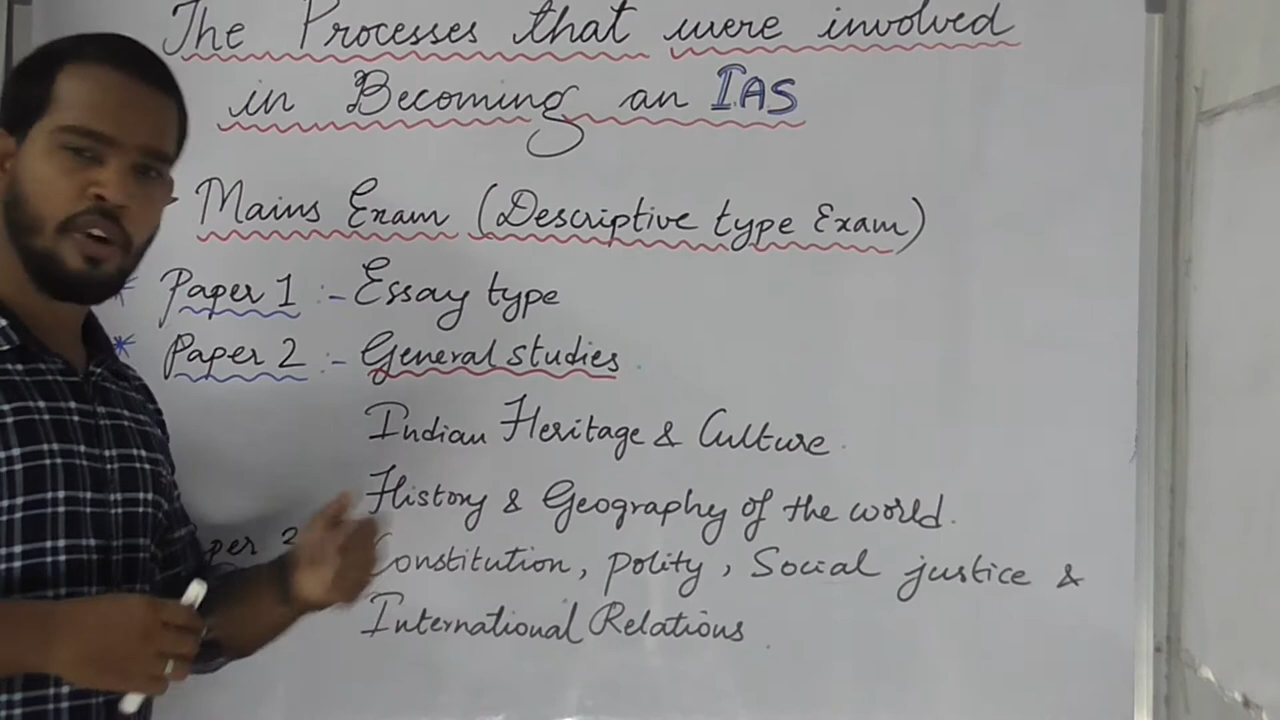 The Processes that were involved
in Becoming an IAS
Mains Exam (Descriptive type Exam)
* Paper 1 :- Essay type
* Paper 2 :- General studies
Indian Heritage & Culture
History & Geography of the world.
Constitution, polity, Social justice &
International Relations